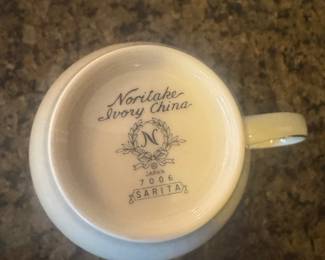 Noritake
Ivory China
N
JAPAN
7006
SARITA